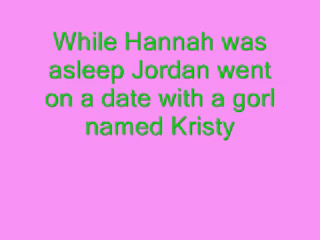 While Hannah was
asleep Jordan went
on a date with a gorl
named Kristy